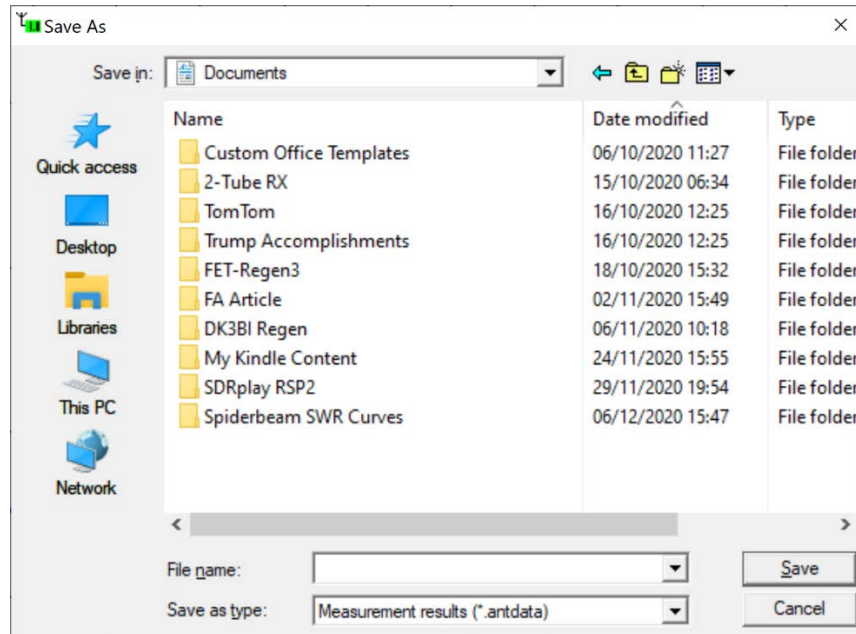 Save As
Save in: Documents
Quick access
Desktop
Libraries
This PC
Network
Name Date modified Type
Custom Office Templates 06/10/2020 11:27 File folder
2-Tube RX 15/10/2020 06:34 File folder
TomTom 16/10/2020 12:25 File folder
Trump Accomplishments 16/10/2020 12:25 File folder
FET-Regen3 18/10/2020 15:32 File folder
FA Article 02/11/2020 15:49 File folder
DK3BI Regen 06/11/2020 10:18 File folder
My Kindle Content 24/11/2020 15:55 File folder
SDRplay RSP2 29/11/2020 19:54 File folder
Spiderbeam SWR Curves 06/12/2020 15:47 File folder
File name: Save
Save as type: Measurement results (*.antdata) Cancel